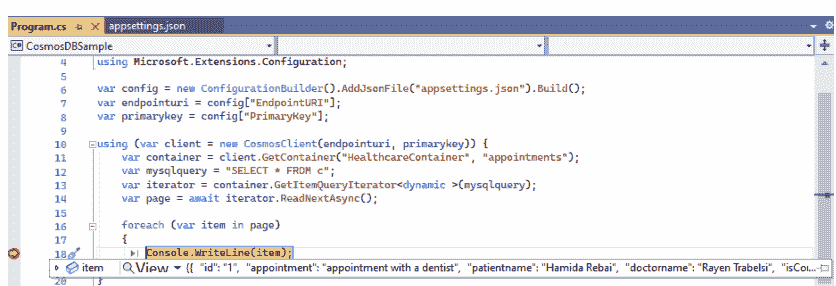 Program.cs appsettings.json
CosmosDBSample
4 using Microsoft.Extensions.Configuration;
5
6 var config = new ConfigurationBuilder().AddJsonFile("appsettings.json").Build();
7 var endpointuri = config["EndpointURI"];
8 var primarykey = config["PrimaryKey"];
9
10 using (var client = new CosmosClient(endpointuri, primarykey)) {
11 var container = client.GetContainer("HealthcareContainer", "appointments");
12 var mysqlquery = "SELECT * FROM c";
13 var iterator = container.GetItemQueryIterator<dynamic >(mysqlquery);
14 var page = await iterator.ReadNextAsync();
15
16 foreach (var item in page)
17 {
18 Console.WriteLine(item);
item View {{ "id": "1", "appointment": "appointment with a dentist", "patientname": "Hamida Rebai", "doctorname": "Rayen Trabelsi", "isCou...
20 }